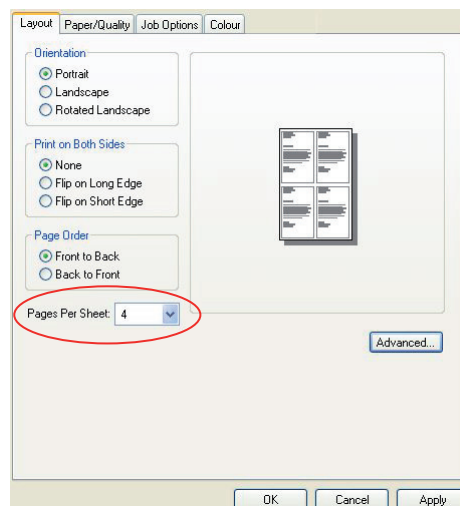 Layout Paper/Quality Job Options Colour
Orientation
Portrait
Landscape
Rotated Landscape
Print on Both Sides
None
Flip on Long Edge
Flip on Short Edge
Page Order
Front to Back
Back to Front
Pages Per Sheet: 4
Advanced...
OK Cancel Apply